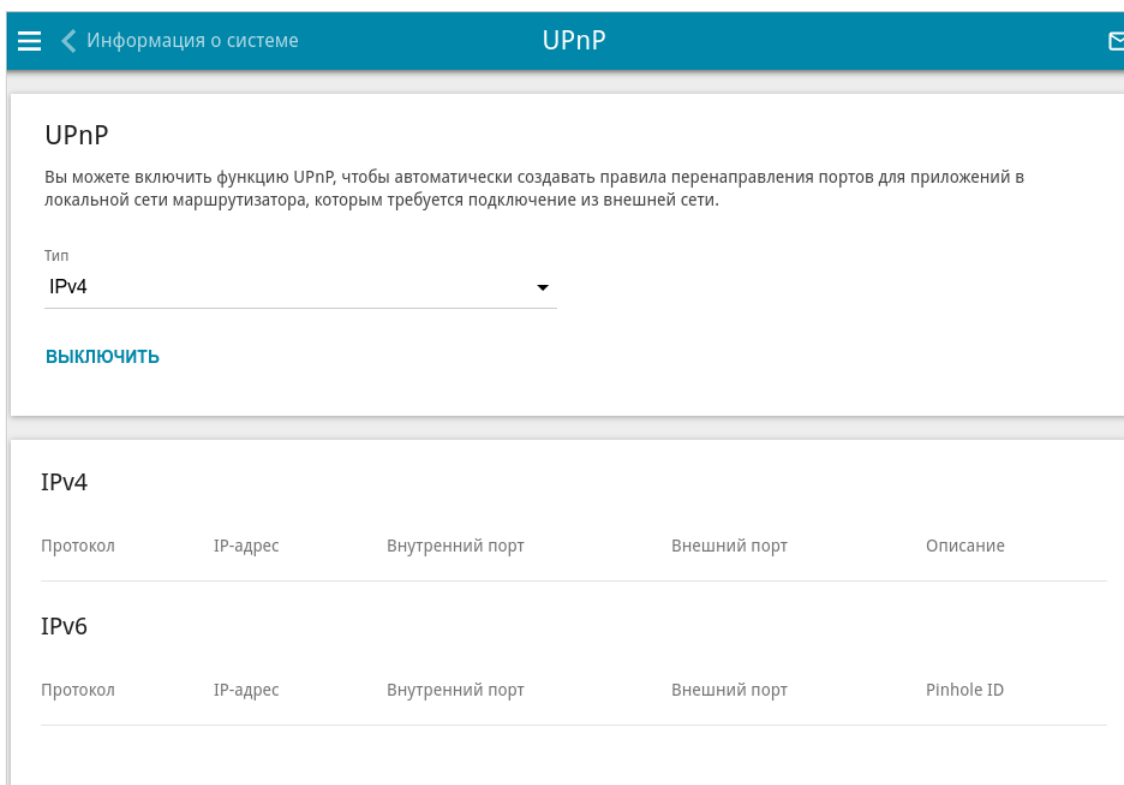 Информация о системе
UPnP
UPnP
Вы можете включить функцию UPnP, чтобы автоматически создавать правила перенаправления портов для приложений в
локальной сети маршрутизатора, которым требуется подключение из внешней сети.
Тип
IPv4
ВЫКЛЮЧИТЬ
IPv4
Протокол IP-адрес Внутренний порт Внешний порт Описание
IPv6
Протокол IP-адрес Внутренний порт Внешний порт Pinhole ID